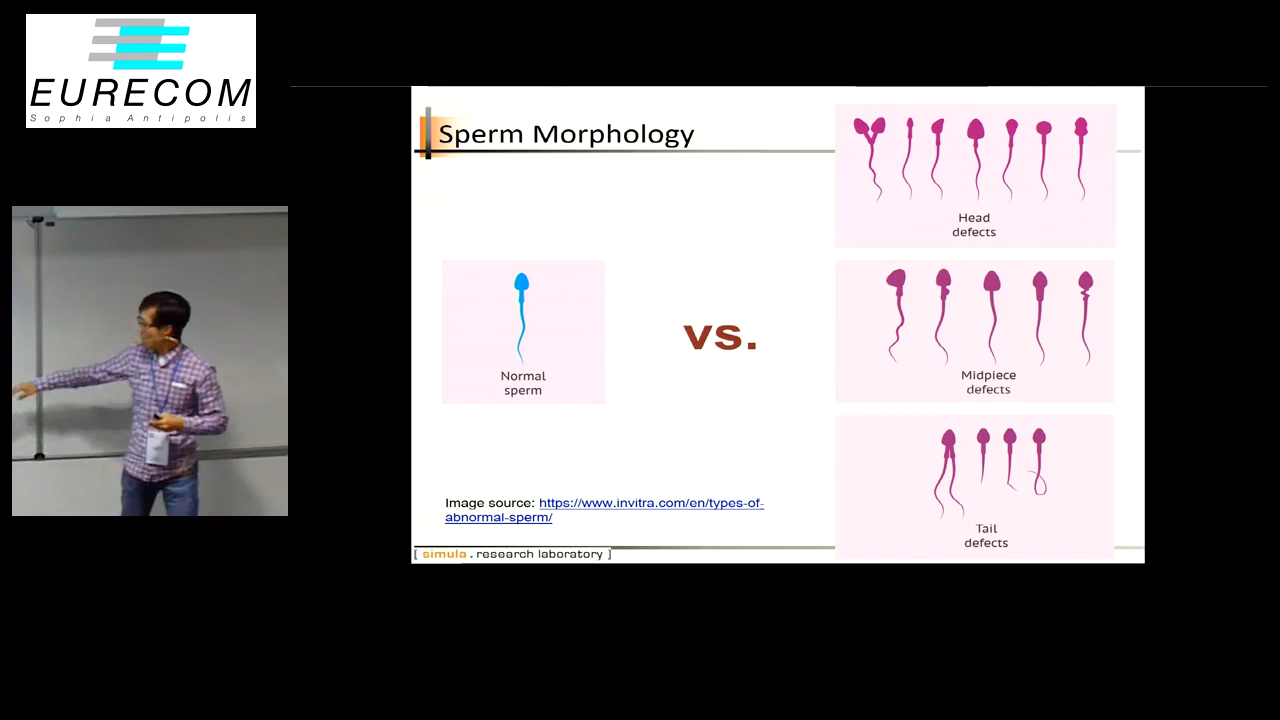 EURECOM
Sophia Antipolis
Sperm Morphology
Head
defects
Normal
sperm
vs.
Midpiece
defects
Tail
defects
Image source: https://www.invitra.com/en/types-of-
abnormal-sperm/
[ simula . research laboratory ]